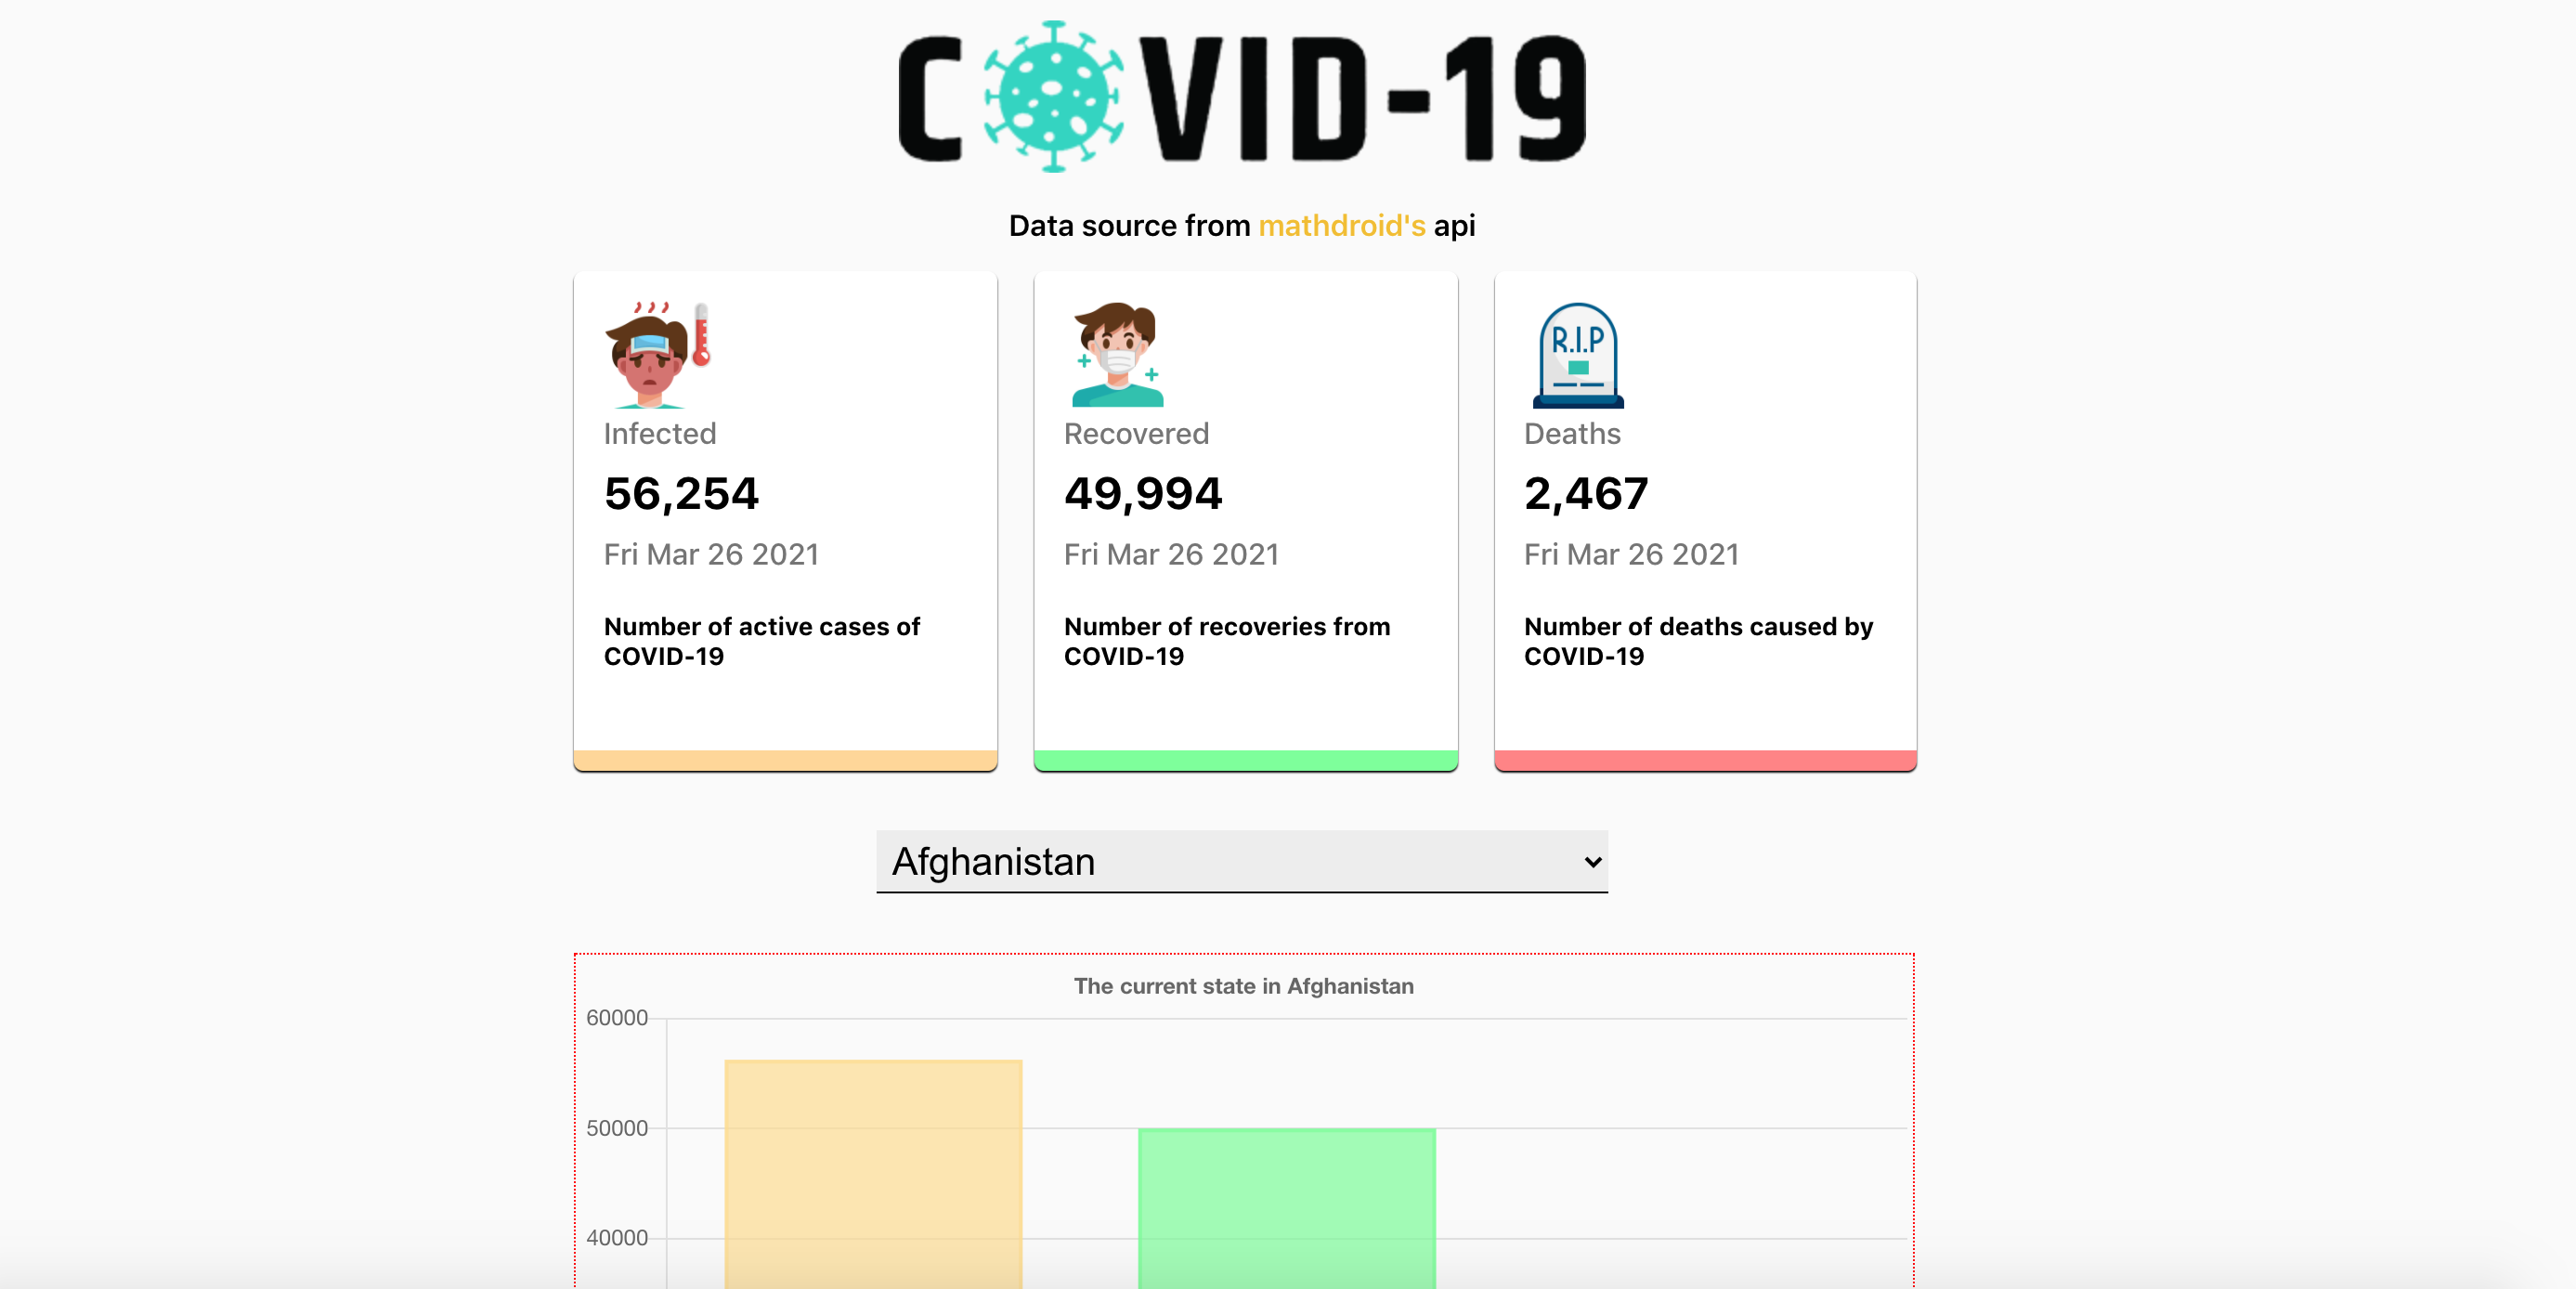 COVID-19
Data source from mathdroid's api
R.I.P
Infected
56,254
Fri Mar 26 2021
Number of active cases of
COVID-19
Recovered
49,994
Fri Mar 26 2021
Number of recoveries from
COVID-19
Deaths
2,467
Fri Mar 26 2021
Number of deaths caused by
COVID-19
Afghanistan
The current state in Afghanistan
60000
50000
40000